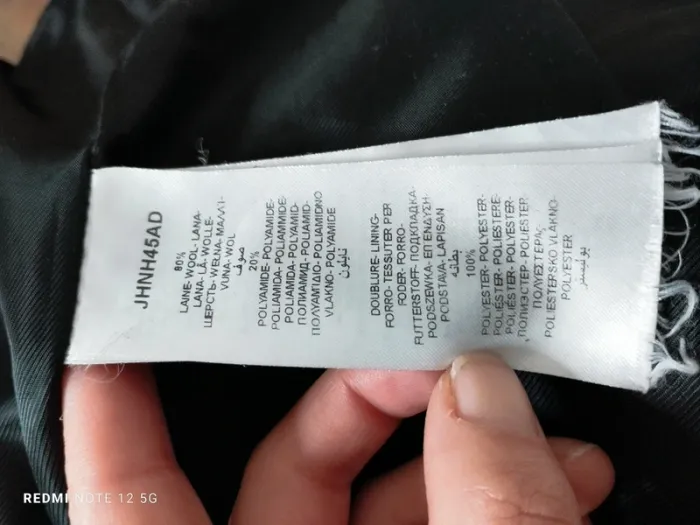 JHNH45AD
80%
LAINE- WOOL- LANA-
LANA- LÃ- WOLLE-
ШЕРСТЬ- WEŁNA- ΜΑΛΛΙ-
VUNA- WOL
صوف
20%
POLYAMIDE- POLYAMIDE-
POLIAMIDA- POLIAMMIDE-
POLIAMIDA- POLYAMID-
ПОЛИАМИД- POLIAMID-
ΠΟΛΥΑΜΙΔΙΟ- POLIAMIDNO
VLAKNO- POLYAMIDE
نايلون
DOUBLURE- LINING-
FORRO- TESSUTER PER
FODER- FORRO-
FUTTERSTOFF- ПОДКЛАДКА-
PODSZEWKA- ΕΠ ΕΝΔΥΣΗ-
PODSTAVA- LAPISAN
بطانه
100%
POLYESTER- POLYESTER-
POLIÉSTER- POLIESTERE-
POLIÉSTER- POLYESTER-
ПОЛИЭСТЕР- POLIESTER
ΠΟΛΥΕΣΤΕΡΑΣ
POLIESTERSKO VLAKNO-
POLYESTER
بوليستر
REDMI NOTE 12 5G